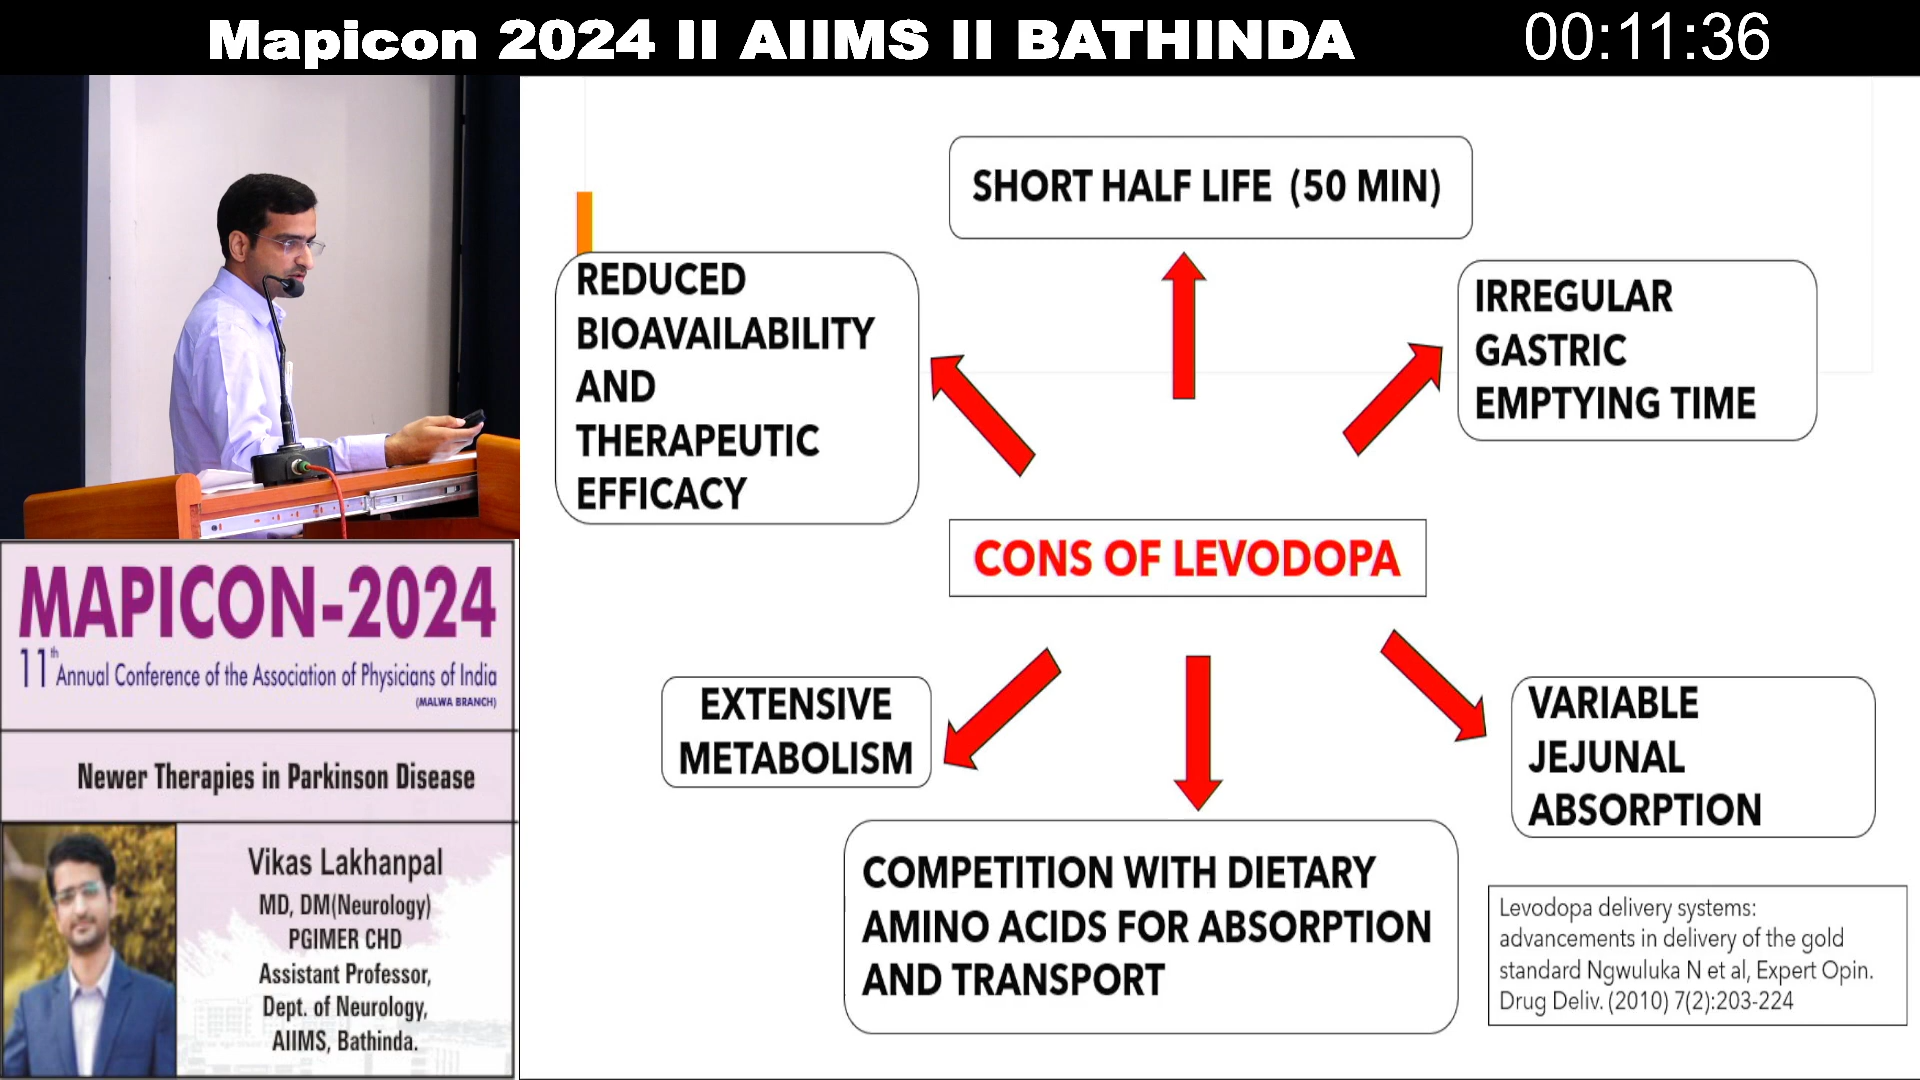 Mapicon 2024 II AIIMS II BATHINDA
00:11:36
MAPICON-2024
11th Annual Conference of the Association of Physicians of India
(MALWA BRANCH)
Newer Therapies in Parkinson Disease
Vikas Lakhanpal
MD, DM(Neurology)
PGIMER CHD
Assistant Professor,
Dept. of Neurology,
AIIMS, Bathinda.
SHORT HALF LIFE (50 MIN)
REDUCED
BIOAVAILABILITY
AND
THERAPEUTIC
EFFICACY
IRREGULAR
GASTRIC
EMPTYING TIME
CONS OF LEVODOPA
EXTENSIVE
METABOLISM
VARIABLE
JEJUNAL
ABSORPTION
COMPETITION WITH DIETARY
AMINO ACIDS FOR ABSORPTION
AND TRANSPORT
Levodopa delivery systems:
advancements in delivery of the gold
standard Ngwuluka N et al, Expert Opin.
Drug Deliv. (2010) 7(2):203-224